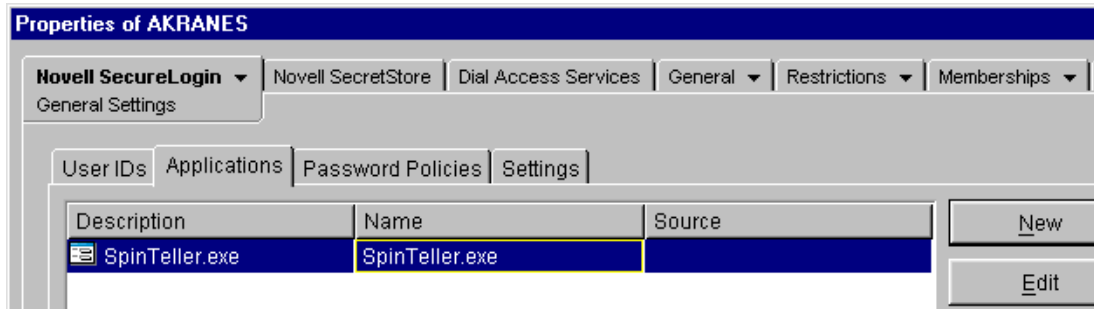 Properties of AKRANES
Novell SecureLogin Novell SecretStore Dial Access Services General Restrictions Memberships
General Settings
User IDs Applications Password Policies Settings
Description Name Source New
SpinTeller.exe SpinTeller.exe
Edit